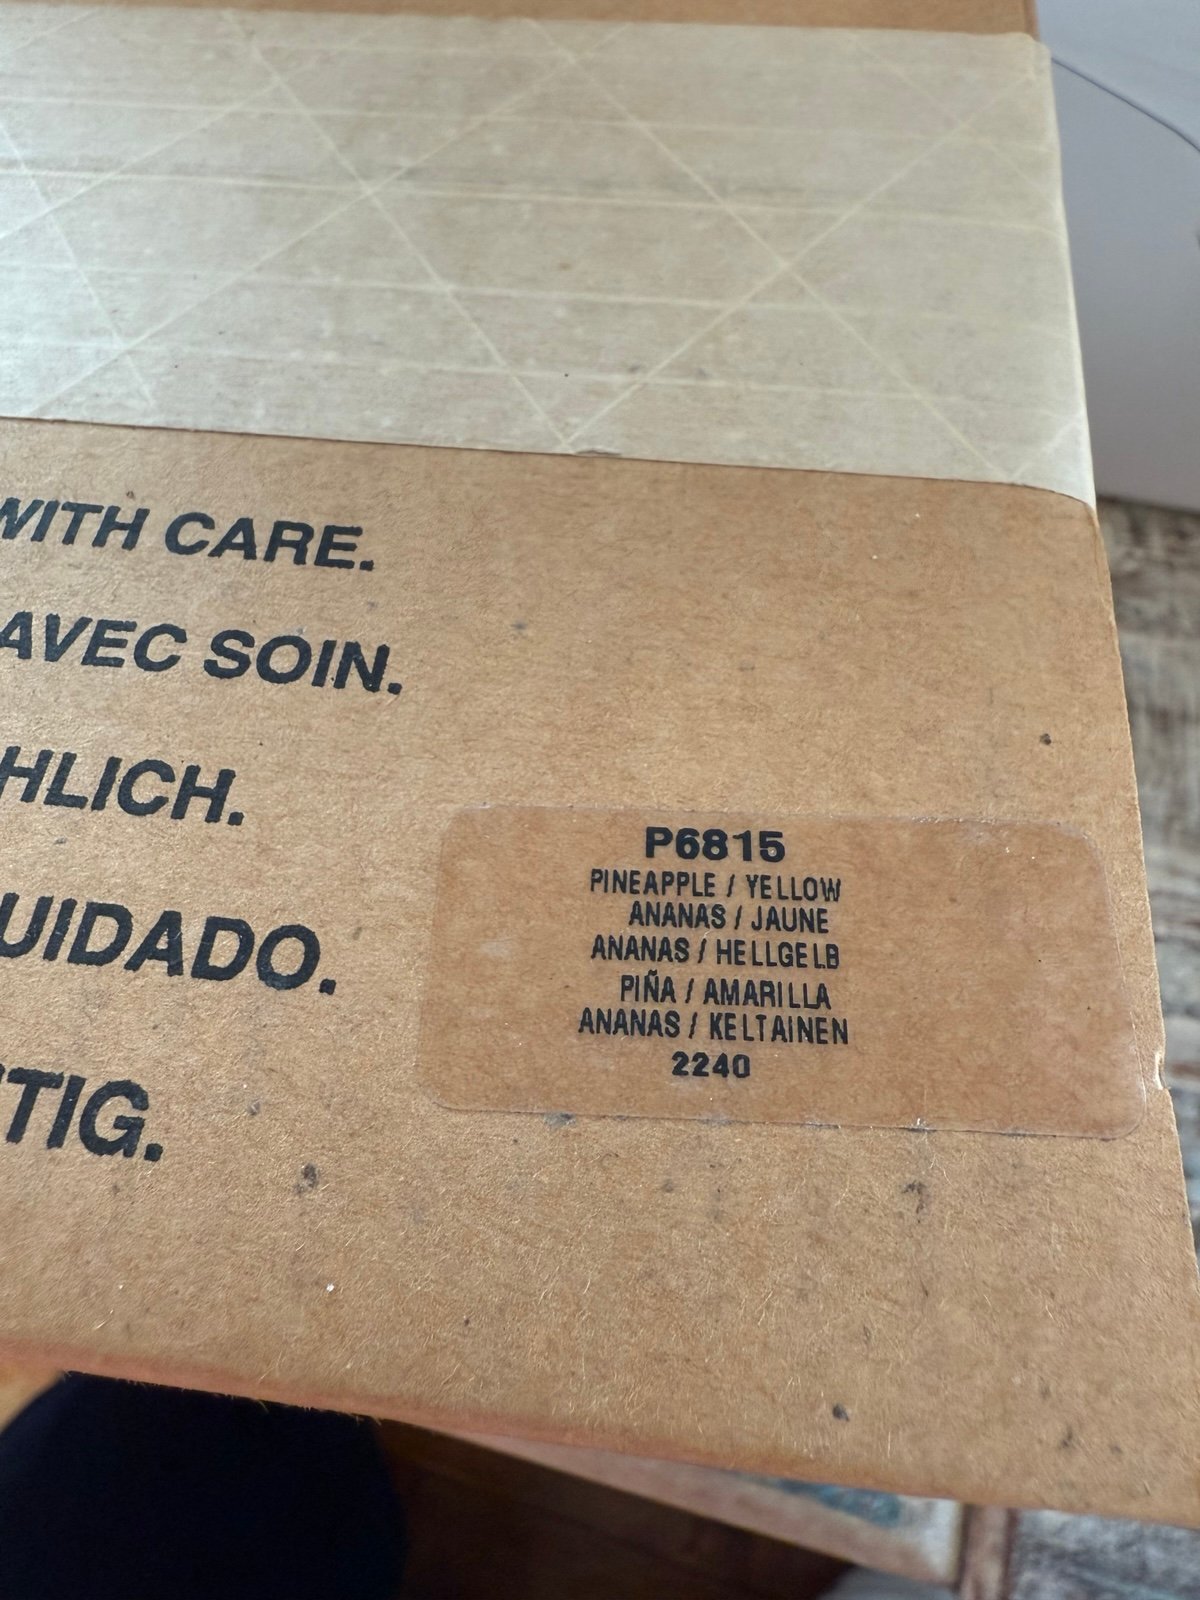 WITH CARE.
AVEC SOIN.
HLICH.
UIDADO.
TIG.
P6815
PINEAPPLE / YELLOW
ANANAS / JAUNE
ANANAS / HELLGELB
PIÑA / AMARILLA
ANANAS / KELTAINEN
2240